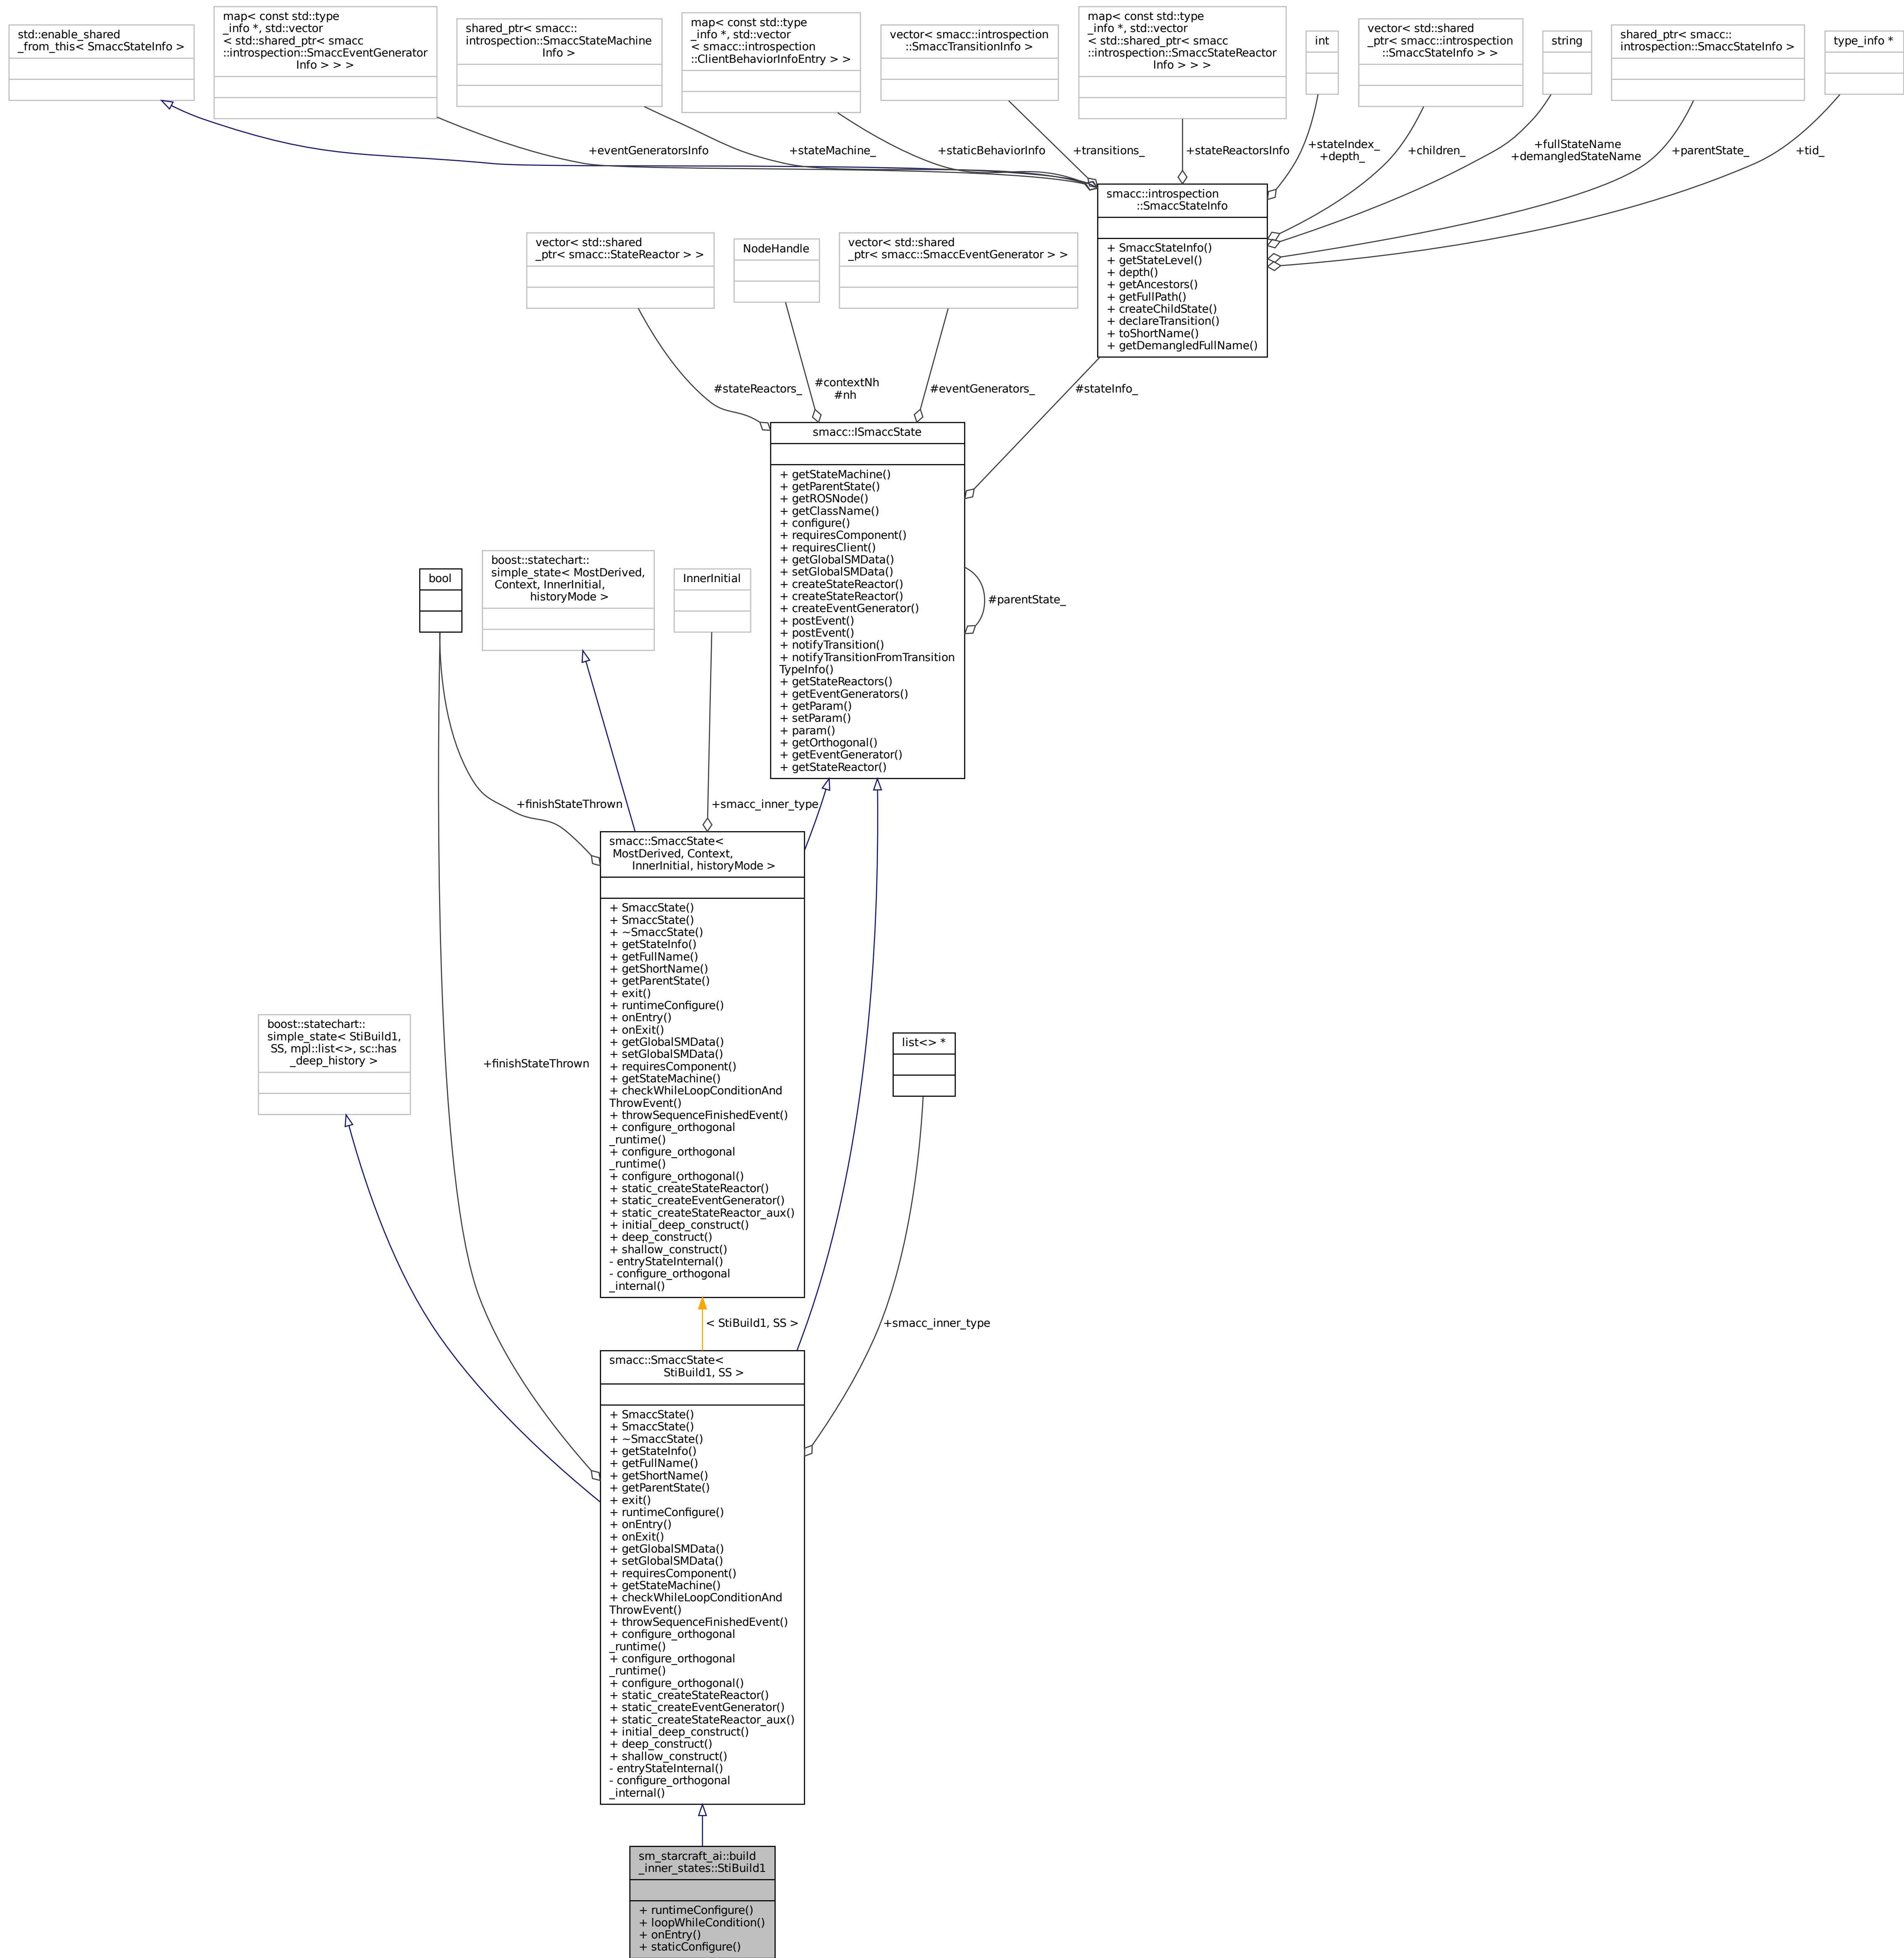 std::enable_shared
_from_this< SmaccStateInfo >
map< const std::type
_info *, std::vector
< std::shared_ptr< smacc
::introspection::SmaccEventGenerator
Info > > >
shared_ptr< smacc::
introspection::SmaccStateMachine
Info >
map< const std::type
_info *, std::vector
< smacc::introspection
::ClientBehaviorInfoEntry > >
vector< smacc::introspection
::SmaccTransitionInfo >
map< const std::type
_info *, std::vector
< std::shared_ptr< smacc
::introspection::SmaccStateReactor
Info > > >
int
vector< std::shared
_ptr< smacc::introspection
::SmaccStateInfo > >
string
shared_ptr< smacc::
introspection::SmaccStateInfo >
type_info *
+eventGeneratorsInfo
+stateMachine_
+staticBehaviorInfo
+transitions_
+stateReactorsInfo
+stateIndex_
+depth_
+children_
+fullStateName
+demangledStateName
+parentState_
+tid_
smacc::introspection
::SmaccStateInfo
+ SmaccStateInfo()
+ getStateLevel()
+ depth()
+ getAncestors()
+ getFullPath()
+ createChildState()
+ declareTransition()
+ toShortName()
+ getDemangledFullName()
vector< std::shared
_ptr< smacc::StateReactor > >
NodeHandle
vector< std::shared
_ptr< smacc::SmaccEventGenerator > >
#stateReactors_
#contextNh
#nh
#eventGenerators_
#stateInfo_
smacc::ISmaccState
+ getStateMachine()
+ getParentState()
+ getROSNode()
+ getClassName()
+ configure()
+ requiresComponent()
+ requiresClient()
+ getGlobalSMData()
+ setGlobalSMData()
+ createStateReactor()
+ createStateReactor()
+ createEventGenerator()
+ postEvent()
+ postEvent()
+ notifyTransition()
+ notifyTransitionFromTransition
TypeInfo()
+ getStateReactors()
+ getEventGenerators()
+ getParam()
+ setParam()
+ param()
+ getOrthogonal()
+ getEventGenerator()
+ getStateReactor()
#parentState_
bool
boost::statechart::
simple_state< MostDerived,
Context, InnerInitial,
historyMode >
InnerInitial
+finishStateThrown
+smacc_inner_type
smacc::SmaccState<
MostDerived, Context,
InnerInitial, historyMode >
+ SmaccState()
+ SmaccState()
+ ~SmaccState()
+ getStateInfo()
+ getFullName()
+ getShortName()
+ getParentState()
+ exit()
+ runtimeConfigure()
+ onEntry()
+ onExit()
+ getGlobalSMData()
+ setGlobalSMData()
+ requiresComponent()
+ getStateMachine()
+ checkWhileLoopConditionAnd
ThrowEvent()
+ throwSequenceFinishedEvent()
+ configure_orthogonal
_runtime()
+ configure_orthogonal
_runtime()
+ configure_orthogonal()
+ static_createStateReactor()
+ static_createEventGenerator()
+ static_createStateReactor_aux()
+ initial_deep_construct()
+ deep_construct()
+ shallow_construct()
- entryStateInternal()
- configure_orthogonal
_internal()
boost::statechart::
simple_state< StiBuild1,
SS, mpl::list<>, sc::has
_deep_history >
+finishStateThrown
list<> *
< StiBuild1, SS >
+smacc_inner_type
smacc::SmaccState<
StiBuild1, SS >
+ SmaccState()
+ SmaccState()
+ ~SmaccState()
+ getStateInfo()
+ getFullName()
+ getShortName()
+ getParentState()
+ exit()
+ runtimeConfigure()
+ onEntry()
+ onExit()
+ getGlobalSMData()
+ setGlobalSMData()
+ requiresComponent()
+ getStateMachine()
+ checkWhileLoopConditionAnd
ThrowEvent()
+ throwSequenceFinishedEvent()
+ configure_orthogonal
_runtime()
+ configure_orthogonal
_runtime()
+ configure_orthogonal()
+ static_createStateReactor()
+ static_createEventGenerator()
+ static_createStateReactor_aux()
+ initial_deep_construct()
+ deep_construct()
+ shallow_construct()
- entryStateInternal()
- configure_orthogonal
_internal()
sm_starcraft_ai::build
_inner_states::StiBuild1
+ runtimeConfigure()
+ loopWhileCondition()
+ onEntry()
+ staticConfigure()